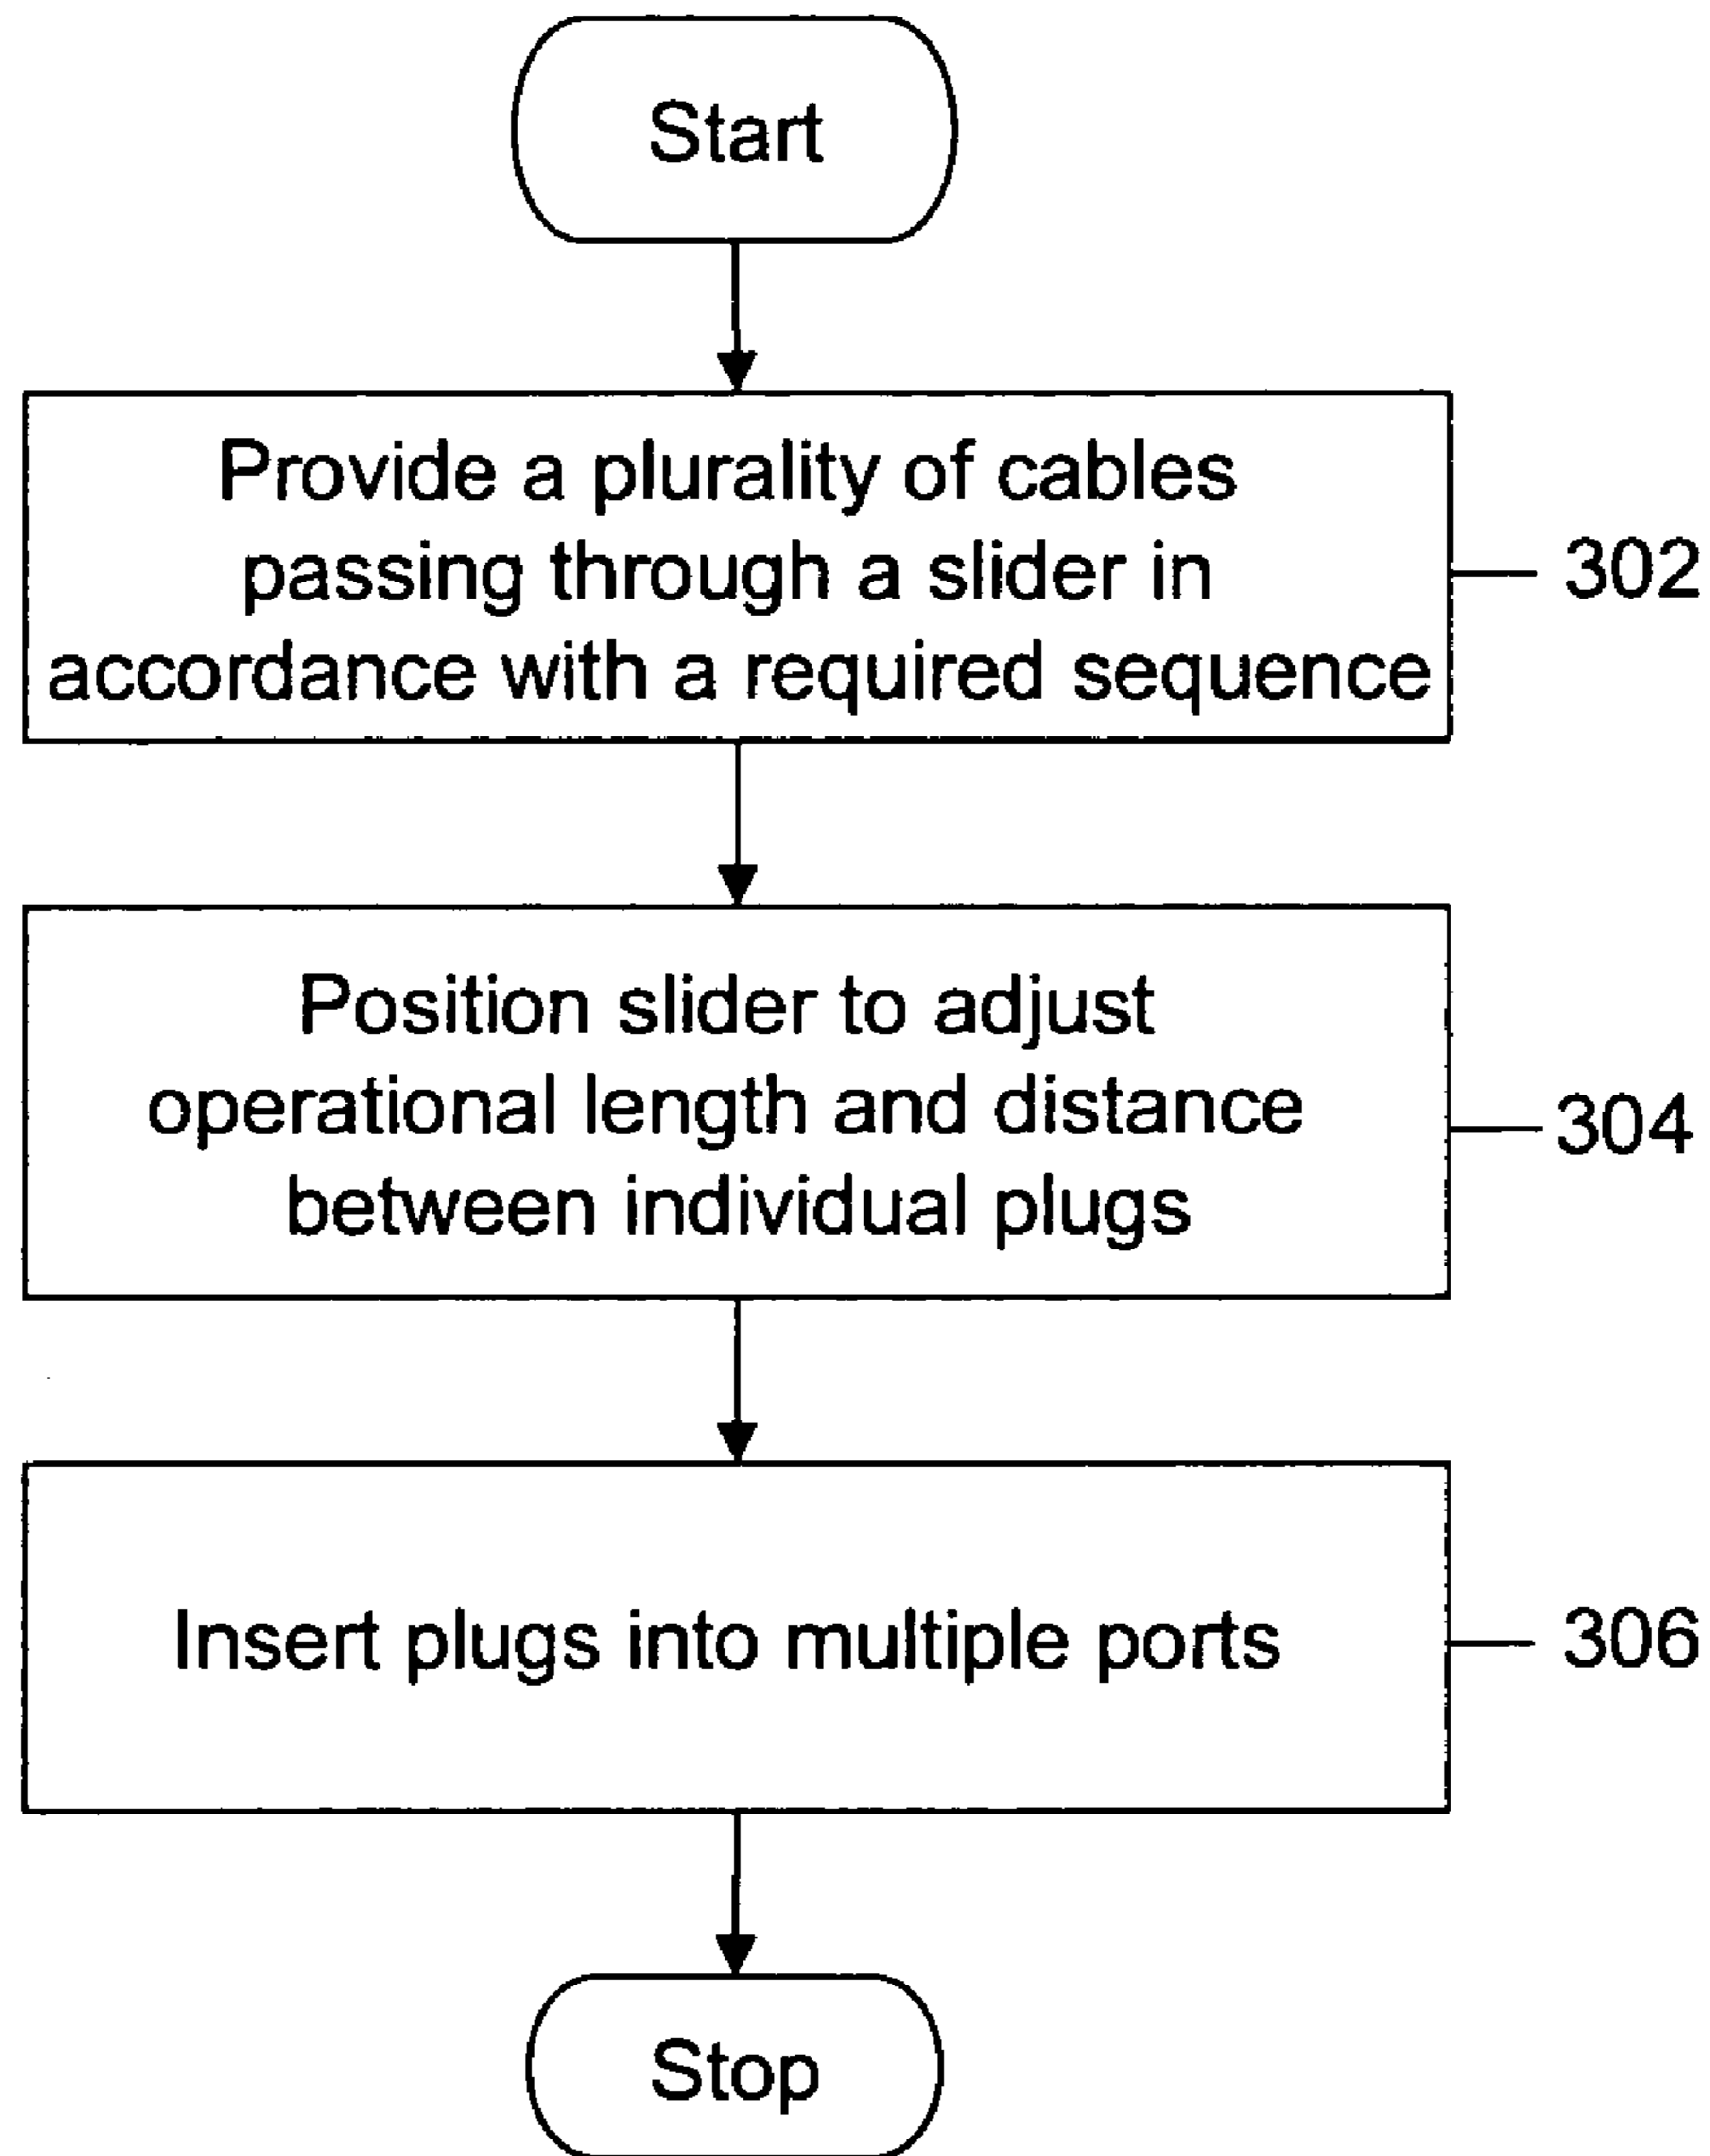 Start
Provide a plurality of cables
passing through a slider in
accordance with a required sequence
302
Position slider to adjust
operational length and distance
between individual plugs
304
Insert plugs into multiple ports
306
Stop